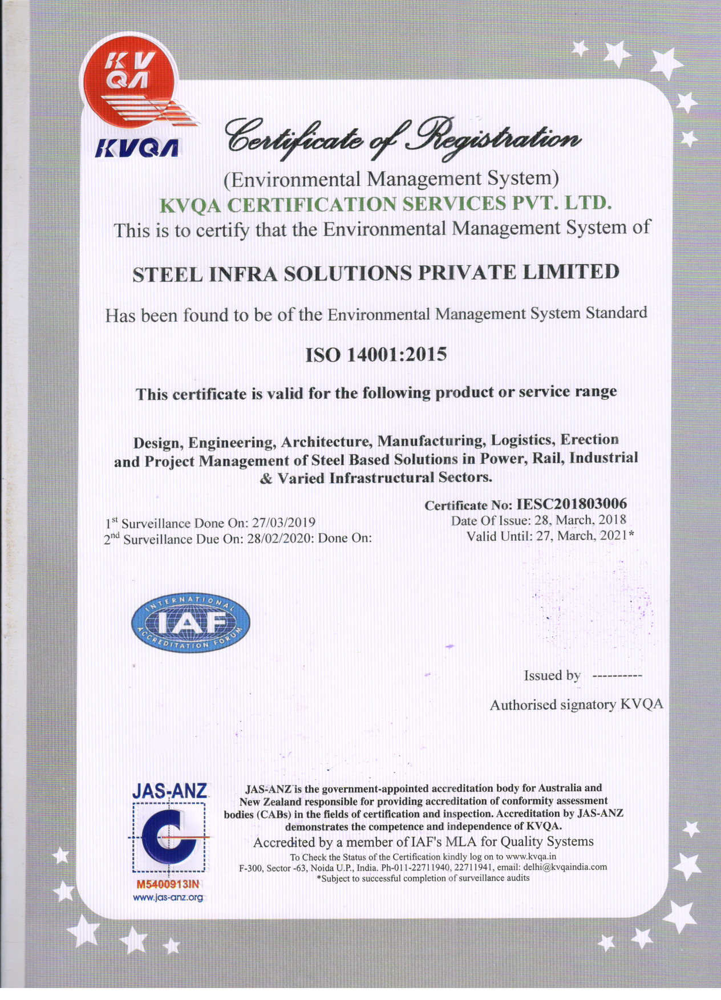 KV
QA
KVQA
Certificate of Registration
(Environmental Management System)
KVQA CERTIFICATION SERVICES PVT. LTD.
This is to certify that the Environmental Management System of
STEEL INFRA SOLUTIONS PRIVATE LIMITED
Has been found to be of the Environmental Management System Standard
ISO 14001:2015
This certificate is valid for the following product or service range
Design, Engineering, Architecture, Manufacturing, Logistics, Erection
and Project Management of Steel Based Solutions in Power, Rail, Industrial
& Varied Infrastructural Sectors.
Certificate No: IESC201803006
1st Surveillance Done On: 27/03/2019
Date Of Issue: 28, March, 2018
2nd Surveillance Due On: 28/02/2020: Done On:
Valid Until: 27, March, 2021*
INTERNATIONAL
IAF
ACCREDITATION FORUM
Issued by ----------
Authorised signatory KVQA
JAS-ANZ
M5400913IN
www.jas-anz.org
JAS-ANZ is the government-appointed accreditation body for Australia and
New Zealand responsible for providing accreditation of conformity assessment
bodies (CABs) in the fields of certification and inspection. Accreditation by JAS-ANZ
demonstrates the competence and independence of KVQA.
Accredited by a member of IAF's MLA for Quality Systems
To Check the Status of the Certification kindly log on to www.kvqa.in
F-300, Sector -63, Noida U.P., India. Ph-011-22711940, 22711941, email: delhi@kvqaindia.com
*Subject to successful completion of surveillance audits